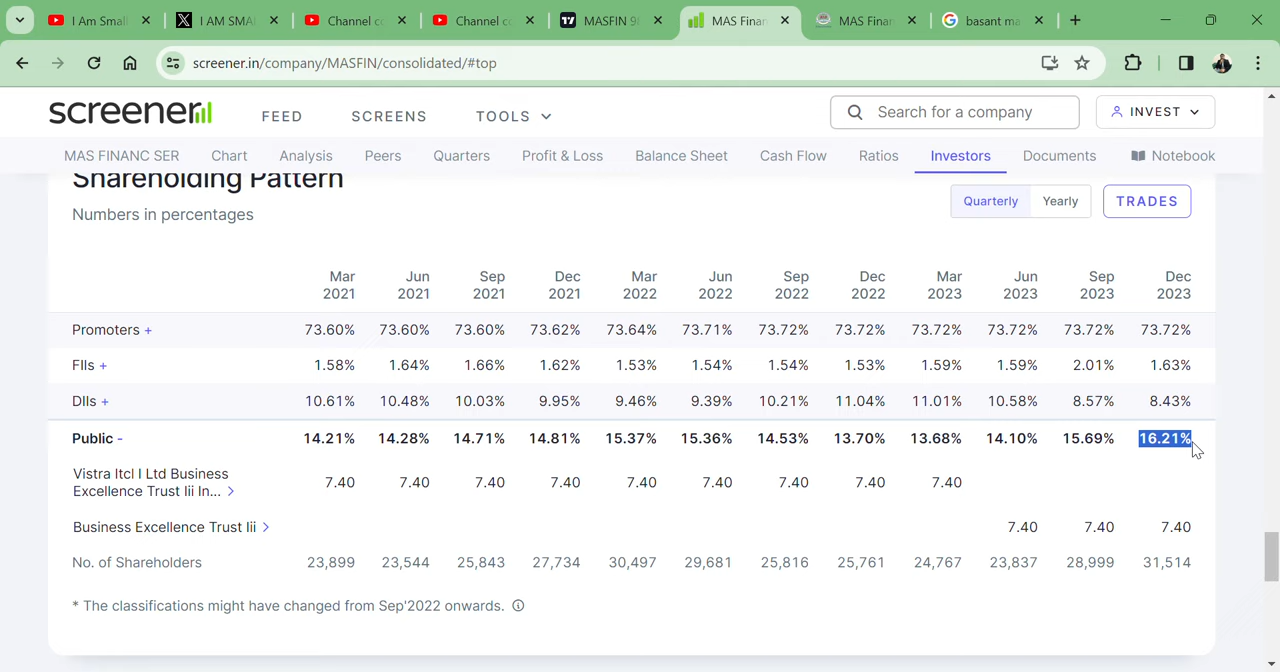 I Am Small
I AM SMA
Channel co
Channel co
MASFIN 9
MAS Finan
MAS Finan
basant ma
screener.in/company/MASFIN/consolidated/#top
screener
FEED
SCREENS
TOOLS
Search for a company
INVEST
MAS FINANC SER
Chart
Analysis
Peers
Quarters
Profit & Loss
Balance Sheet
Cash Flow
Ratios
Investors
Documents
Notebook
Shareholding Pattern
Numbers in percentages
Quarterly
Yearly
TRADES
Mar 2021 Jun 2021 Sep 2021 Dec 2021 Mar 2022 Jun 2022 Sep 2022 Dec 2022 Mar 2023 Jun 2023 Sep 2023 Dec 2023
Promoters + 73.60% 73.60% 73.60% 73.62% 73.64% 73.71% 73.72% 73.72% 73.72% 73.72% 73.72% 73.72%
FIIs + 1.58% 1.64% 1.66% 1.62% 1.53% 1.54% 1.54% 1.53% 1.59% 1.59% 2.01% 1.63%
DIIs + 10.61% 10.48% 10.03% 9.95% 9.46% 9.39% 10.21% 11.04% 11.01% 10.58% 8.57% 8.43%
Public - 14.21% 14.28% 14.71% 14.81% 15.37% 15.36% 14.53% 13.70% 13.68% 14.10% 15.69% 16.21%
Vistra Itcl I Ltd Business
Excellence Trust Iii In... > 7.40 7.40 7.40 7.40 7.40 7.40 7.40 7.40 7.40
Business Excellence Trust Iii > 7.40 7.40 7.40
No. of Shareholders 23,899 23,544 25,843 27,734 30,497 29,681 25,816 25,761 24,767 23,837 28,999 31,514
* The classifications might have changed from Sep'2022 onwards.